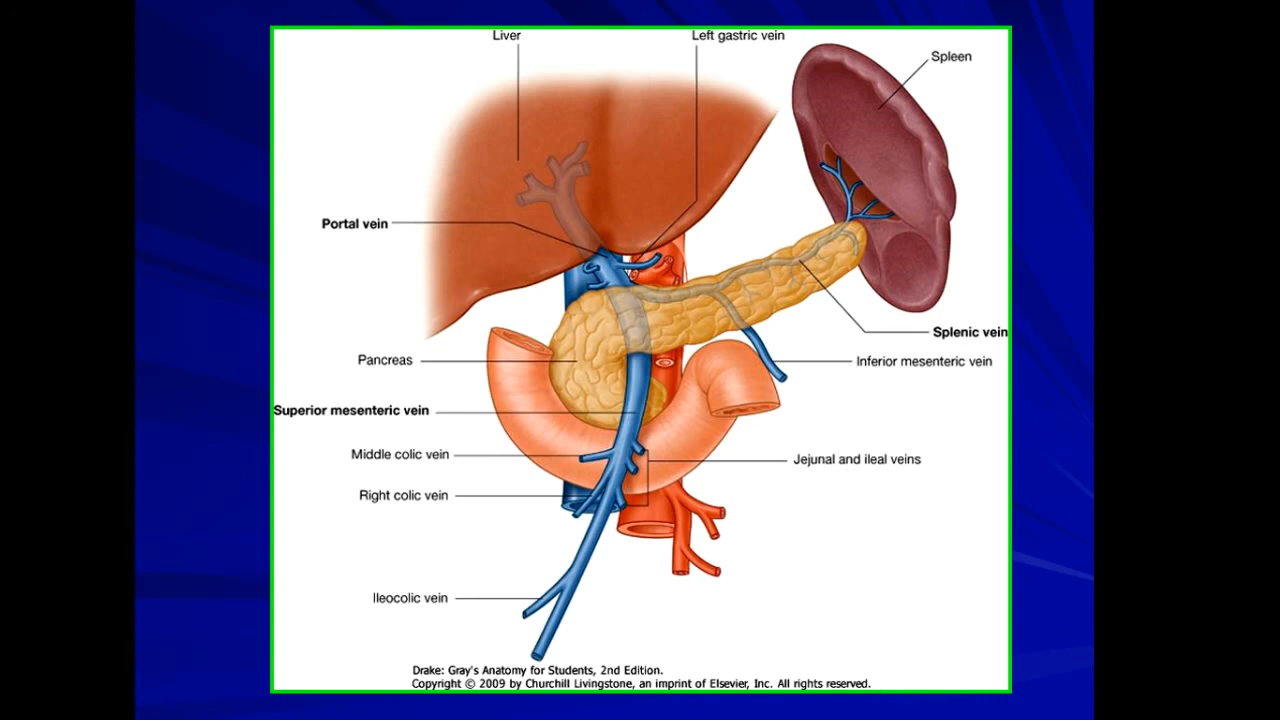 Liver
Left gastric vein
Spleen
Portal vein
Splenic vein
Pancreas
Inferior mesenteric vein
Superior mesenteric vein
Middle colic vein
Jejunal and ileal veins
Right colic vein
Ileocolic vein
Drake: Gray's Anatomy for Students, 2nd Edition.
Copyright © 2009 by Churchill Livingstone, an imprint of Elsevier, Inc. All rights reserved.